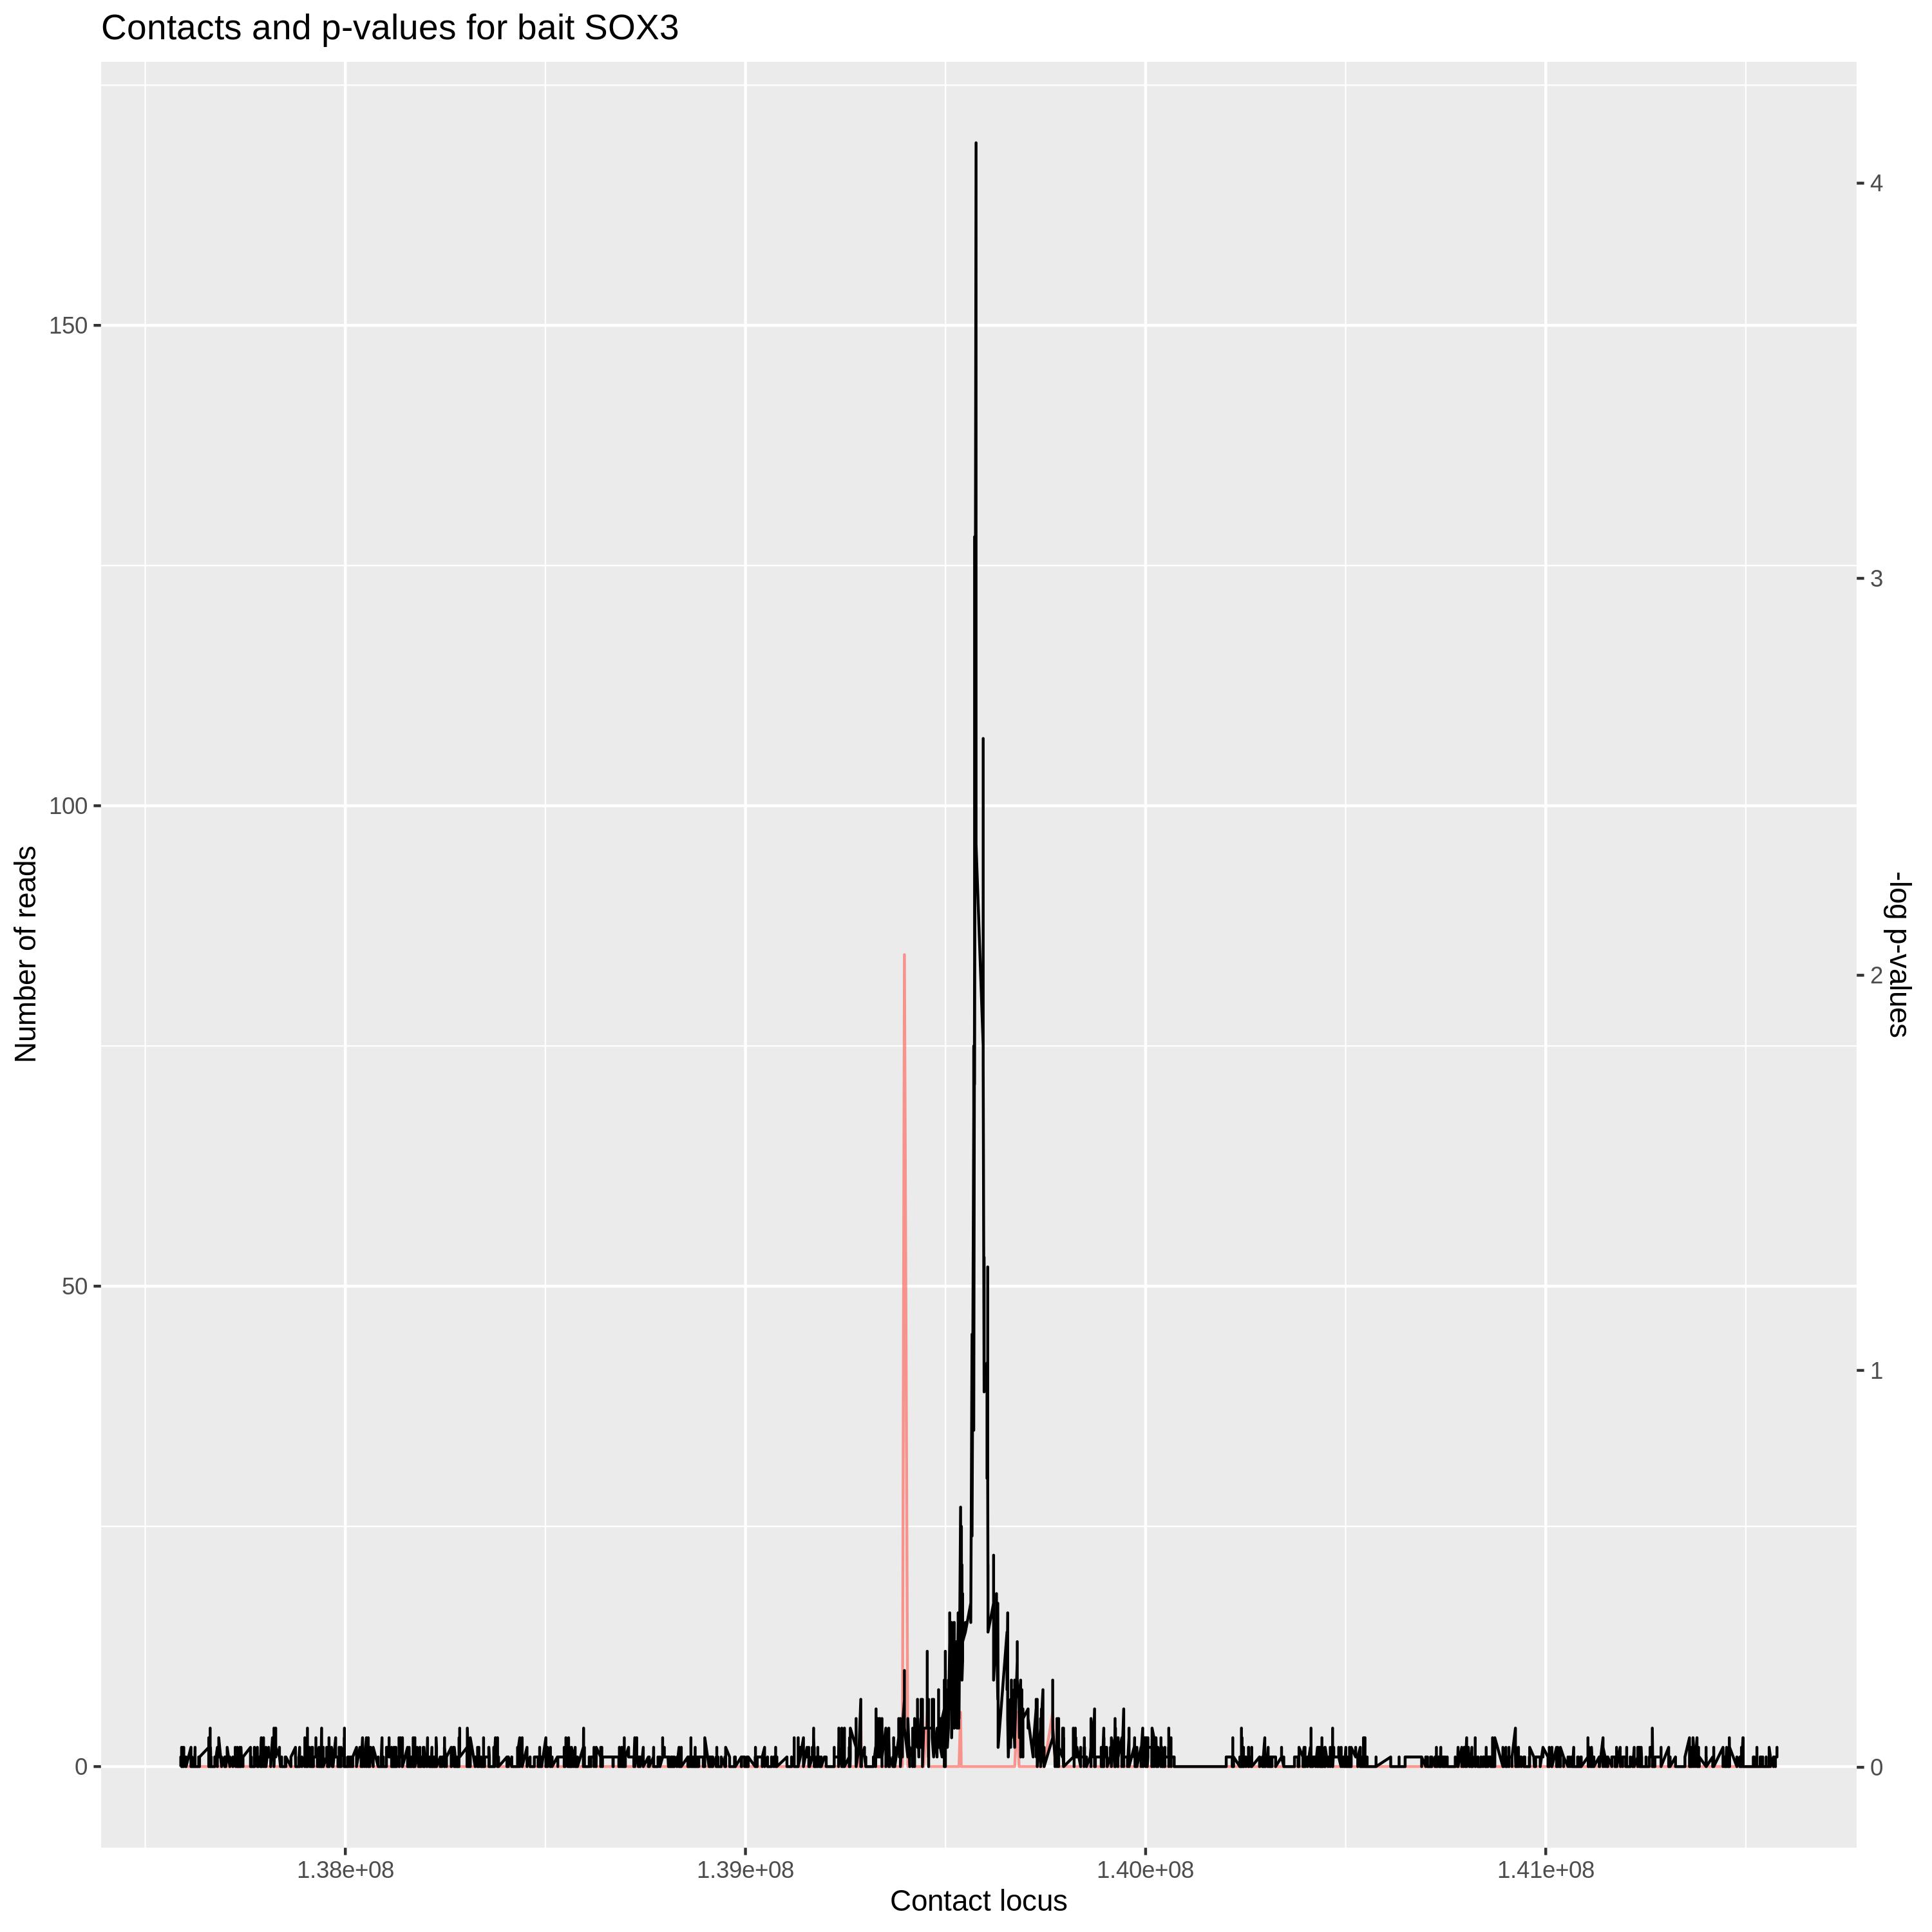 Contacts and p-values for bait SOX3
150
100
50
0
Number of reads
4
3
2
1
0
-log p-values
1.38e+08
1.39e+08
1.40e+08
1.41e+08
Contact locus